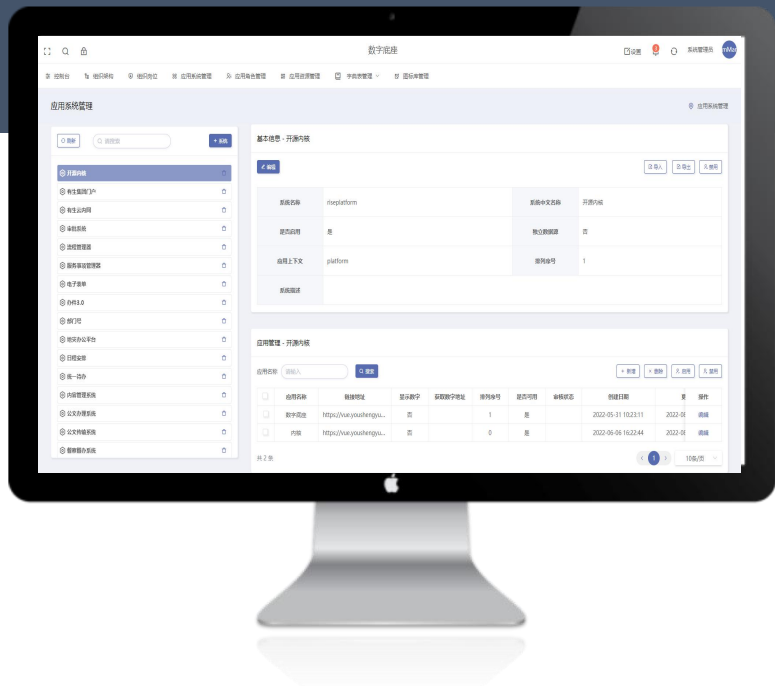 数字底座
设置
系统管理员
控制台 组织架构 组织岗位 应用系统管理 应用角色管理 应用资源管理 字典表管理 图标库管理
应用系统管理
应用系统管理
刷新 请搜索 + 系统
开源内核
有生集团门户
有生云内网
审批系统
流程管理器
服务事项管理器
电子表单
办件3.0
部门栏
地灾办公平台
日程安排
统一待办
内容管理系统
公文办理系统
公文传输系统
督察督办系统
基本信息 - 开源内核
编辑 导入 导出 禁用
系统名称 riseplatform 系统中文名称 开源内核
是否启用 是 独立数据源 否
应用上下文 platform 排列序号 1
系统描述
应用管理 - 开源内核
应用名称 请输入 搜索 + 新增 删除 启用 禁用
应用名称 链接地址 显示数字 获取数字地址 排列序号 是否可用 审核状态 创建日期 操作
数字底座 https://vue.youshengyu... 否 1 是 2022-05-31 10:23:11 2022-08 编辑
内核 https://vue.youshengyu... 否 0 是 2022-06-06 16:22:44 2022-08 编辑
共 2 条 1 10条/页